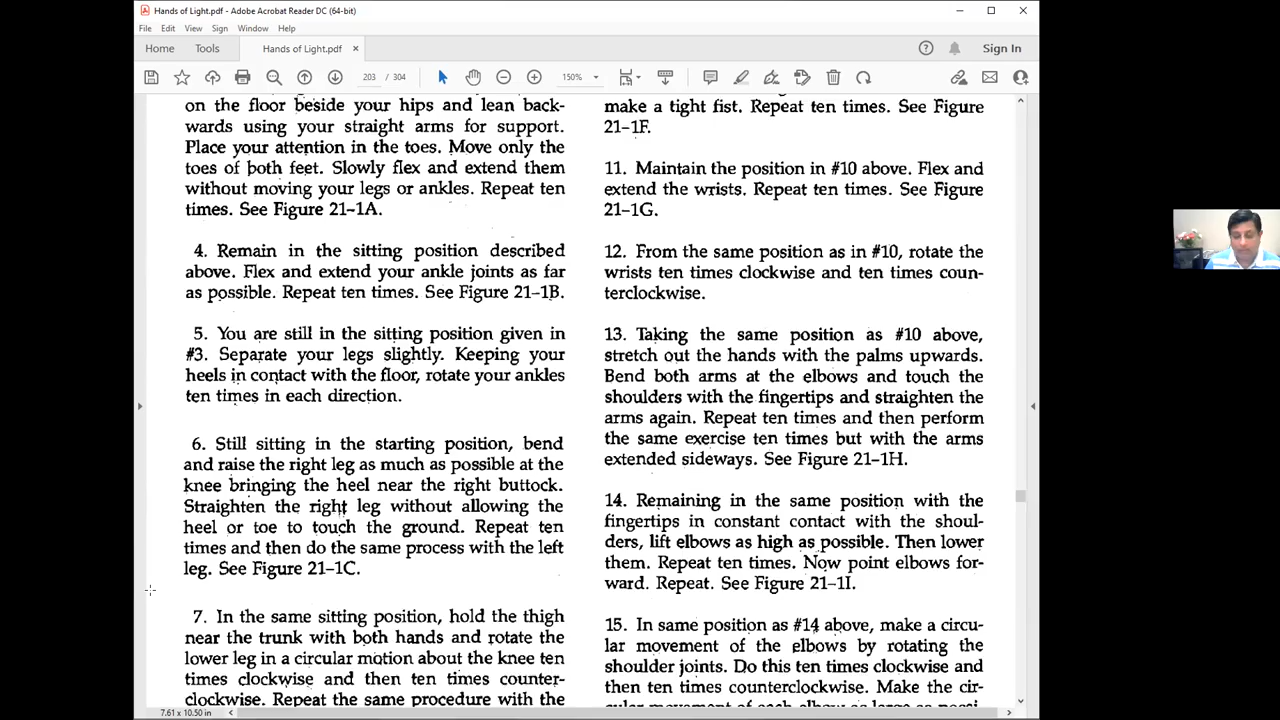 Hands of Light.pdf - Adobe Acrobat Reader DC (64-bit)
File Edit View Sign Window Help
Home Tools Hands of Light.pdf × Sign In
203 / 304 150%
on the floor beside your hips and lean back-
wards using your straight arms for support.
Place your attention in the toes. Move only the
toes of both feet. Slowly flex and extend them
without moving your legs or ankles. Repeat ten
times. See Figure 21–1A.
4. Remain in the sitting position described
above. Flex and extend your ankle joints as far
as possible. Repeat ten times. See Figure 21–1B.
5. You are still in the sitting position given in
#3. Separate your legs slightly. Keeping your
heels in contact with the floor, rotate your ankles
ten times in each direction.
6. Still sitting in the starting position, bend
and raise the right leg as much as possible at the
knee bringing the heel near the right buttock.
Straighten the right leg without allowing the
heel or toe to touch the ground. Repeat ten
times and then do the same process with the left
leg. See Figure 21–1C.
7. In the same sitting position, hold the thigh
near the trunk with both hands and rotate the
lower leg in a circular motion about the knee ten
times clockwise and then ten times counter-
clockwise. Repeat the same procedure with the
make a tight fist. Repeat ten times. See Figure
21–1F.
11. Maintain the position in #10 above. Flex and
extend the wrists. Repeat ten times. See Figure
21–1G.
12. From the same position as in #10, rotate the
wrists ten times clockwise and ten times coun-
terclockwise.
13. Taking the same position as #10 above,
stretch out the hands with the palms upwards.
Bend both arms at the elbows and touch the
shoulders with the fingertips and straighten the
arms again. Repeat ten times and then perform
the same exercise ten times but with the arms
extended sideways. See Figure 21–1H.
14. Remaining in the same position with the
fingertips in constant contact with the shoul-
ders, lift elbows as high as possible. Then lower
them. Repeat ten times. Now point elbows for-
ward. Repeat. See Figure 21–1I.
15. In same position as #14 above, make a circu-
lar movement of the elbows by rotating the
shoulder joints. Do this ten times clockwise and
then ten times counterclockwise. Make the cir-
cular movement of each elbow as large as possi-
7.61 x 10.50 in